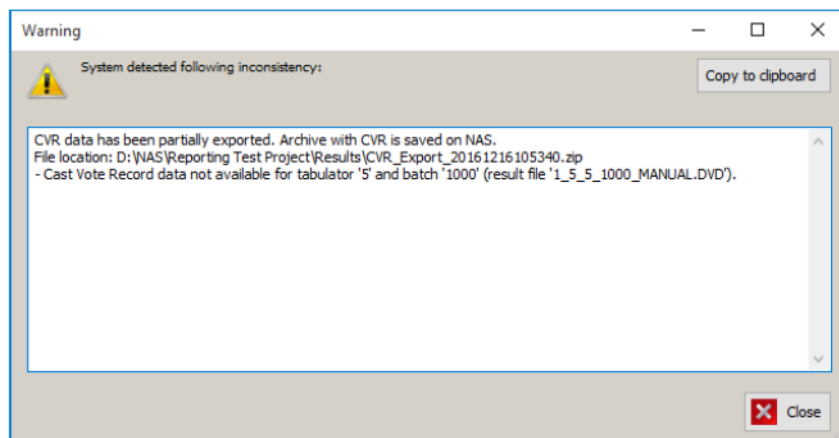 Warning
System detected following inconsistency:
Copy to clipboard
CVR data has been partially exported. Archive with CVR is saved on NAS.
File location: D:\NAS\Reporting Test Project\Results\CVR_Export_20161216105340.zip
- Cast Vote Record data not available for tabulator '5' and batch '1000' (result file '1_5_5_1000_MANUAL.DVD').
Close